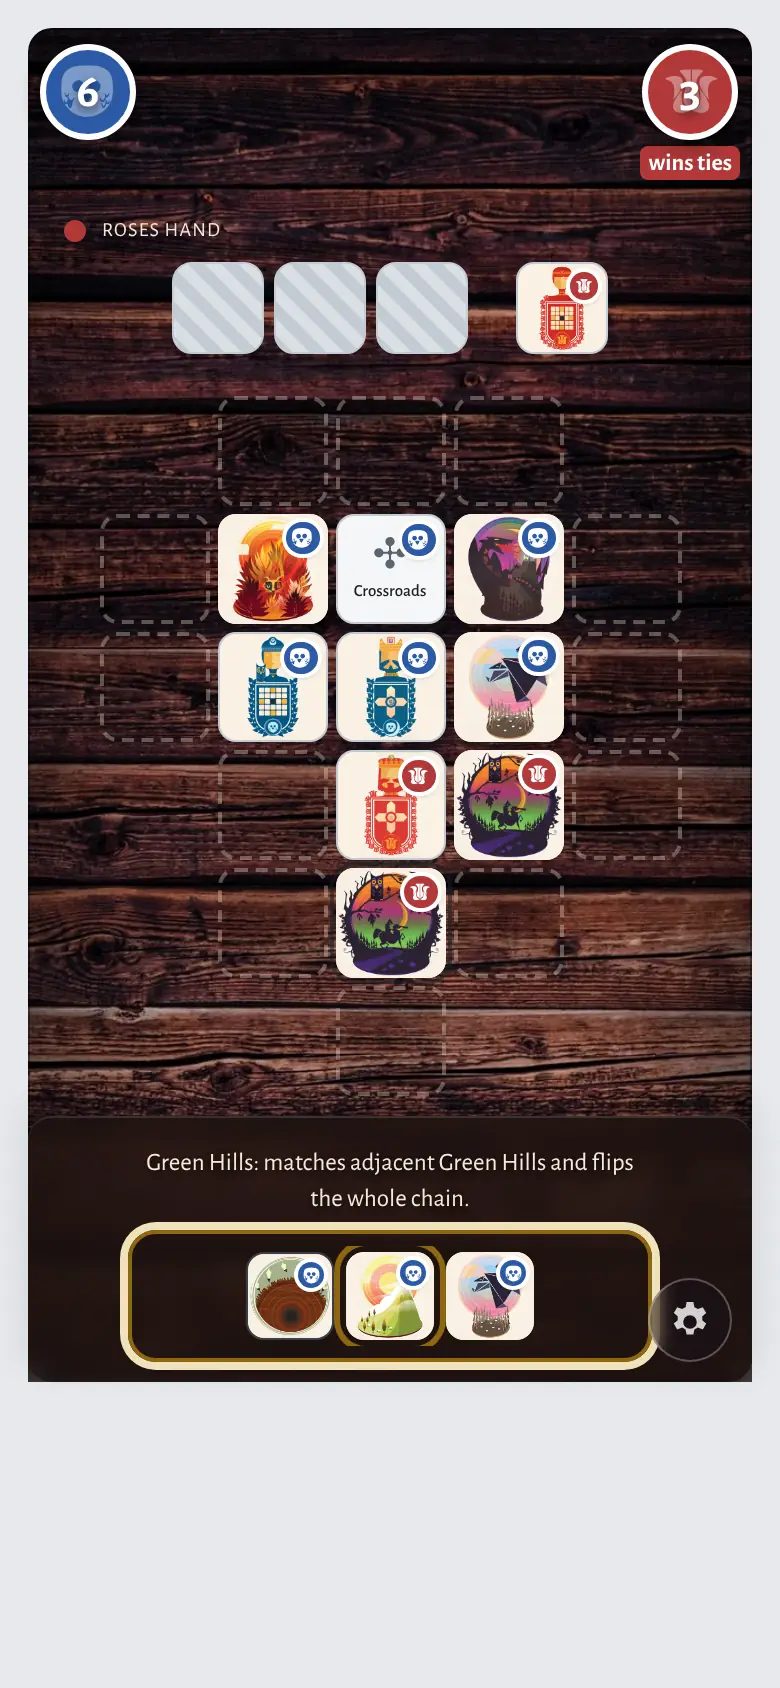 6
3
wins ties
ROSES HAND
Crossroads
Green Hills: matches adjacent Green Hills and flips
the whole chain.